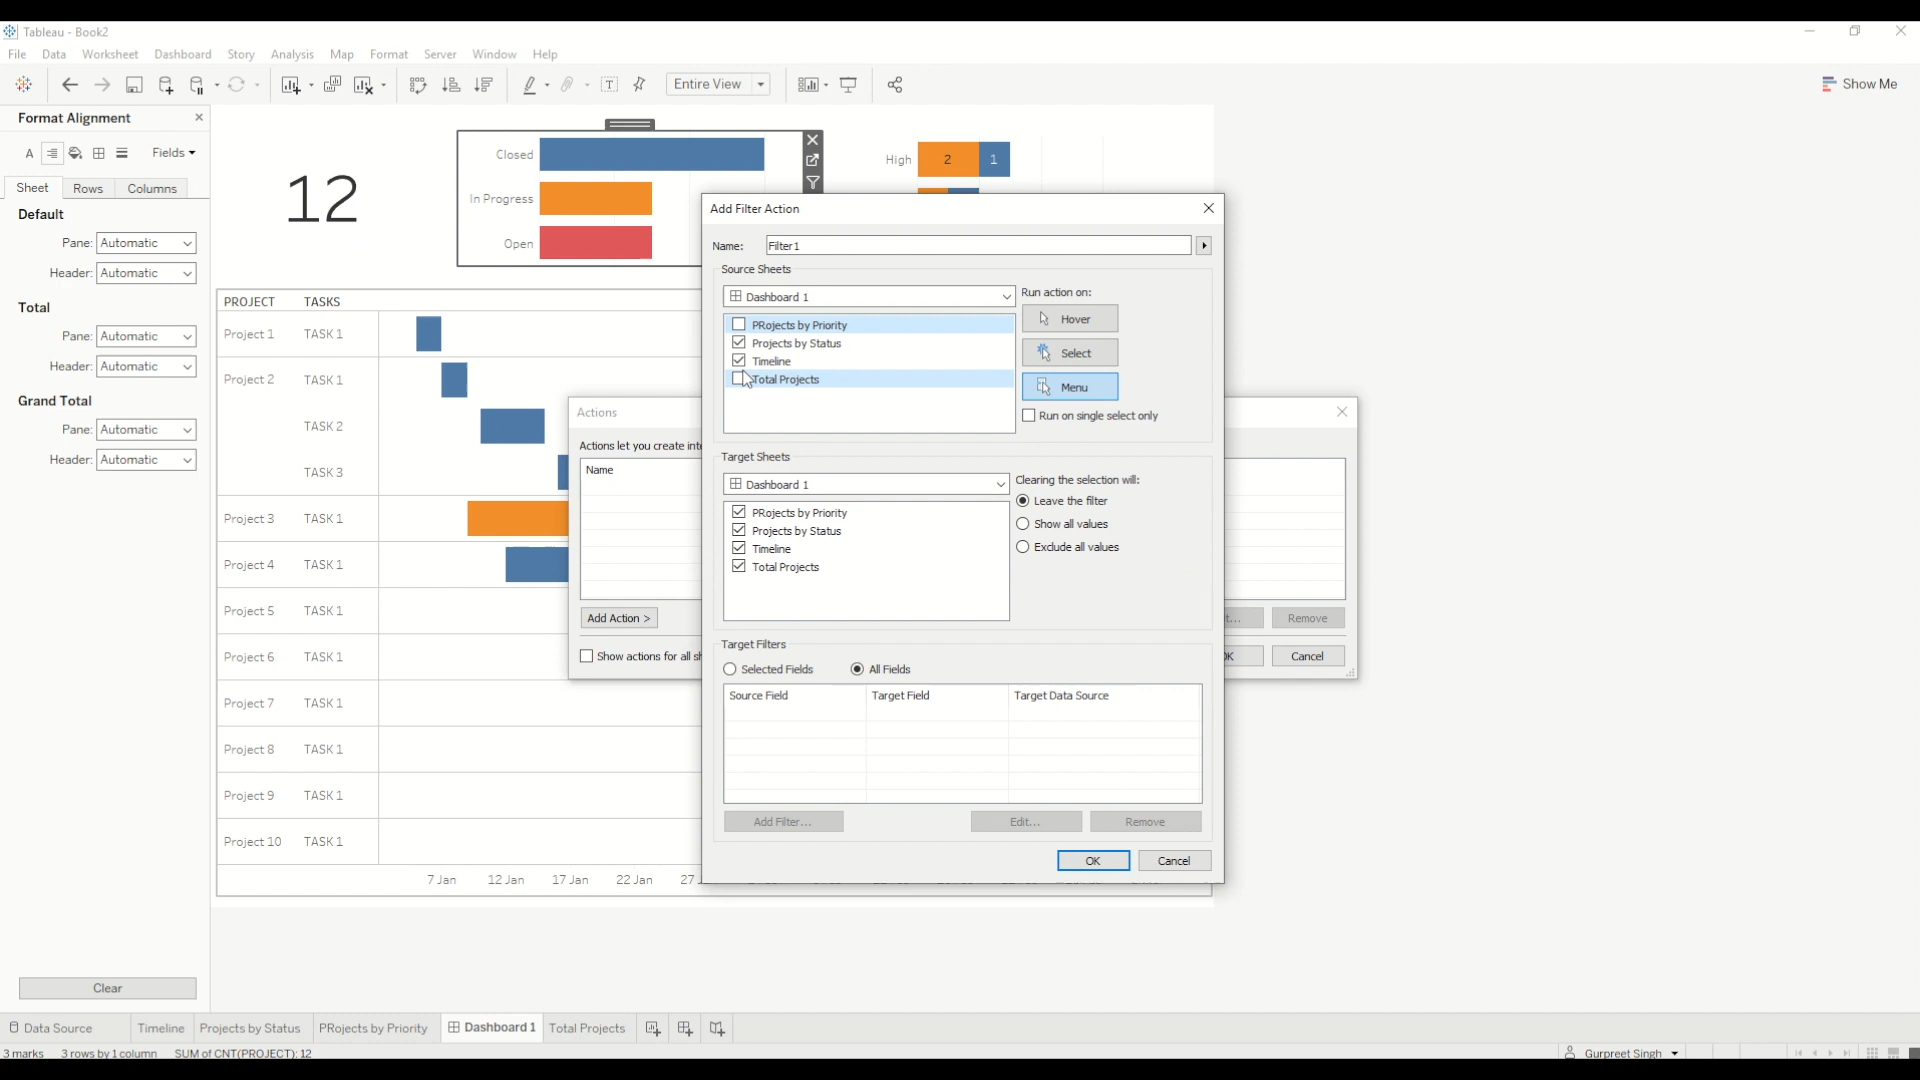 Tableau - Book2
File Data Worksheet Dashboard Story Analysis Map Format Server Window Help
Entire View
Show Me
Format Alignment
Fields
Sheet Rows Columns
Default
Pane: Automatic
Header: Automatic
Total
Pane: Automatic
Header: Automatic
Grand Total
Pane: Automatic
Header: Automatic
Clear
12
Closed
In Progress
Open
High 2 1
PROJECT TASKS
Project 1 TASK 1
Project 2 TASK 1
TASK 2
TASK 3
Project 3 TASK 1
Project 4 TASK 1
Project 5 TASK 1
Project 6 TASK 1
Project 7 TASK 1
Project 8 TASK 1
Project 9 TASK 1
Project 10 TASK 1
7 Jan 12 Jan 17 Jan 22 Jan 27
Actions
Actions let you create
Name
Add Action >
Show actions for all
Remove
Cancel
Add Filter Action
Name: Filter1
Source Sheets
Dashboard 1
PRojects by Priority
Projects by Status
Timeline
Total Projects
Run action on:
Hover
Select
Menu
Run on single select only
Target Sheets
Dashboard 1
PRojects by Priority
Projects by Status
Timeline
Total Projects
Clearing the selection will:
Leave the filter
Show all values
Exclude all values
Target Filters
Selected Fields All Fields
Source Field Target Field Target Data Source
Add Filter... Edit... Remove
OK Cancel
Data Source Timeline Projects by Status PRojects by Priority Dashboard 1 Total Projects
3 marks 3 rows by 1 column SUM of CNT(PROJECT): 12
Gurpreet Singh